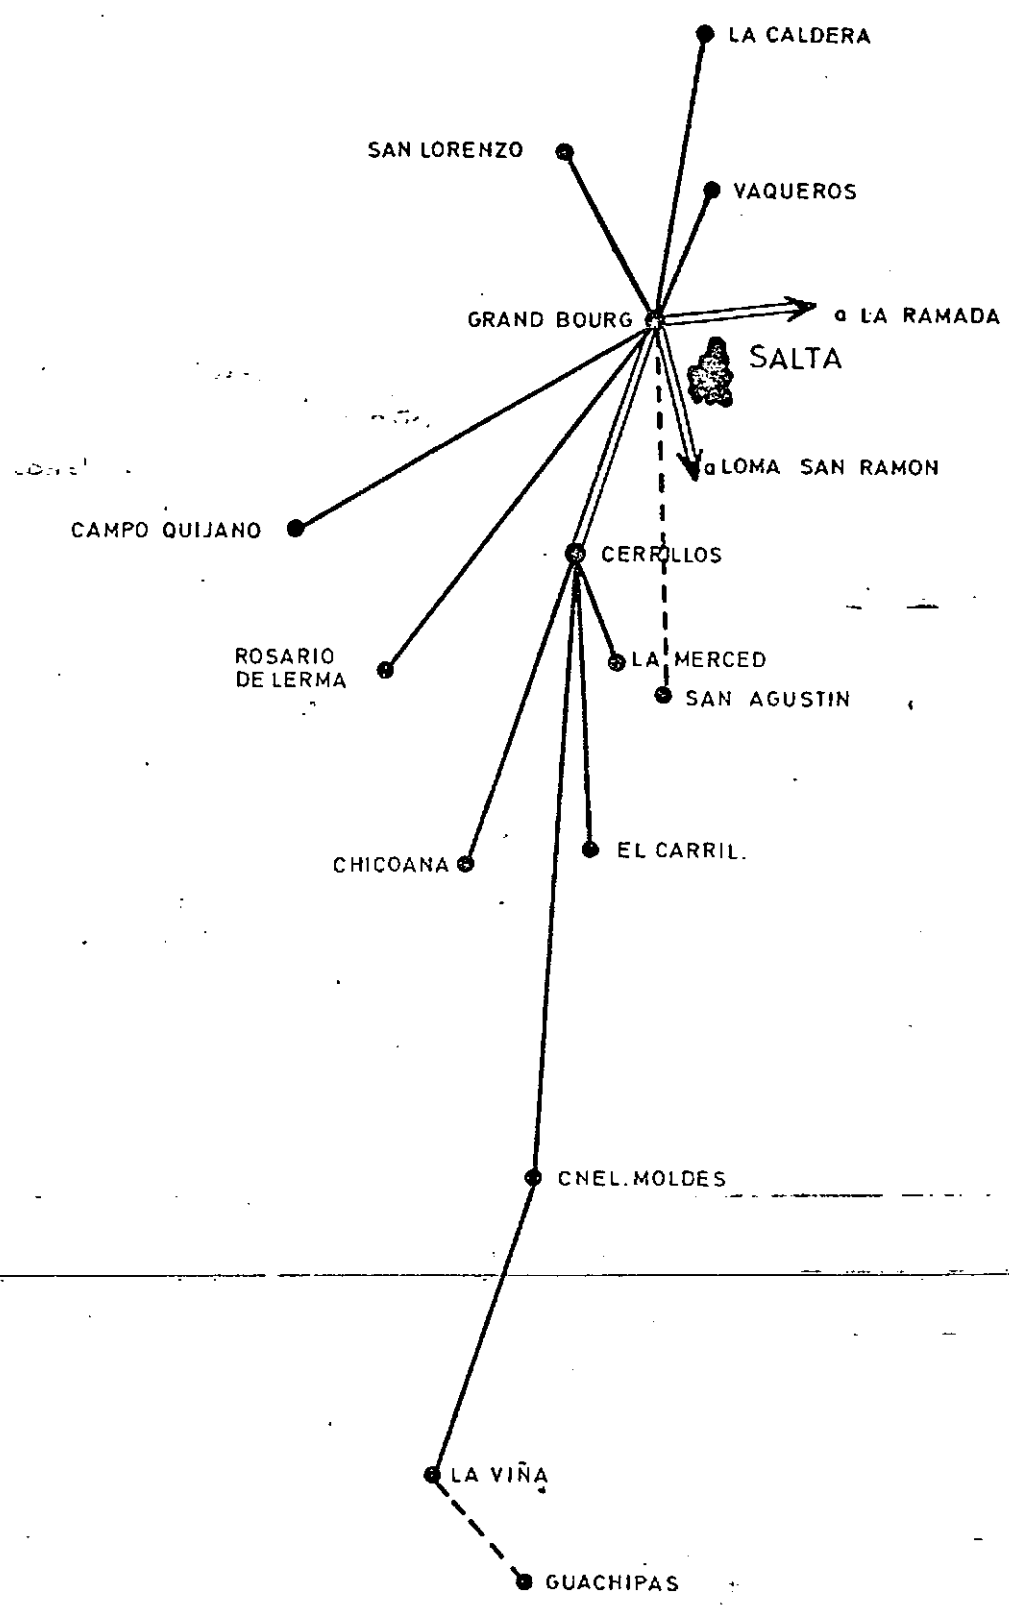 LA CALDERA
SAN LORENZO
VAQUEROS
GRAND BOURG
a LA RAMADA
SALTA
a LOMA SAN RAMON
CAMPO QUIJANO
CERRILLOS
ROSARIO
DE LERMA
LA MERCED
SAN AGUSTIN
CHICOANA
EL CARRIL.
CNEL. MOLDES
LA VIÑA
GUACHIPAS